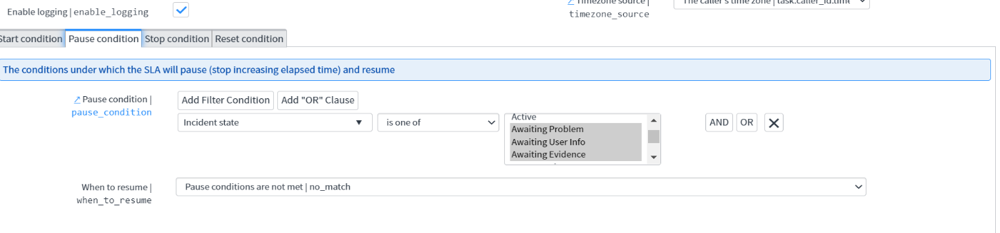 Enable logging | enable_logging
Timezone source |
timezone_source
The caller's time zone | task.caller_id.time
Start condition Pause condition Stop condition Reset condition
The conditions under which the SLA will pause (stop increasing elapsed time) and resume
Pause condition |
pause_condition
Add Filter Condition Add "OR" Clause
Incident state is one of
Active
Awaiting Problem
Awaiting User Info
Awaiting Evidence
AND OR
When to resume |
when_to_resume
Pause conditions are not met | no_match